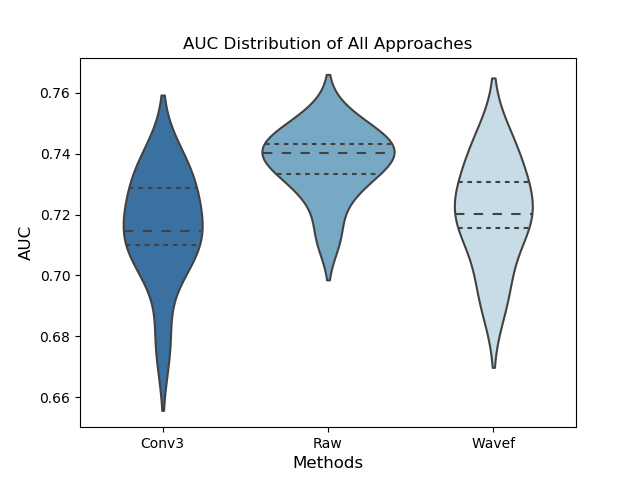 AUC Distribution of All Approaches
0.76
0.74
0.72
0.70
0.68
0.66
AUC
Conv3 Raw Wavef
Methods